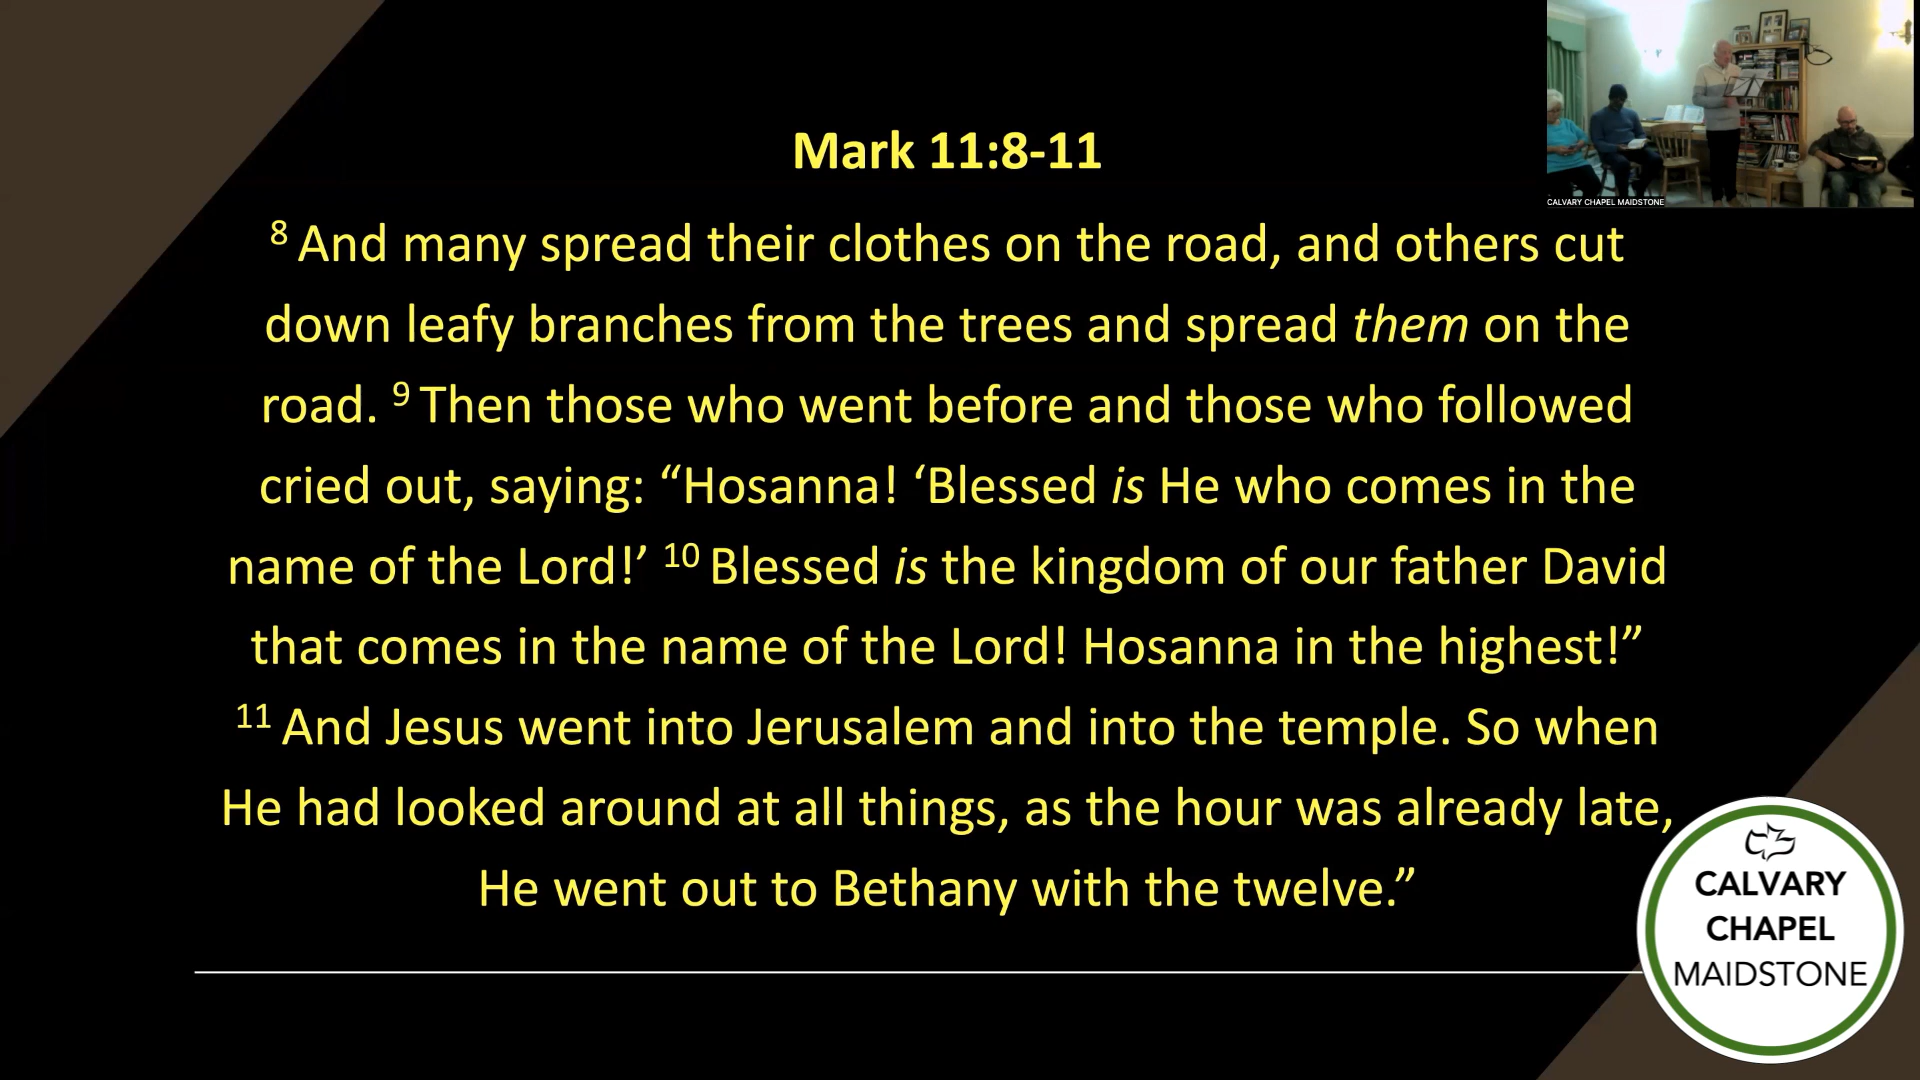 Mark 11:8-11
8 And many spread their clothes on the road, and others cut
down leafy branches from the trees and spread them on the
road. 9 Then those who went before and those who followed
cried out, saying: “Hosanna! ‘Blessed is He who comes in the
name of the Lord!’ 10 Blessed is the kingdom of our father David
that comes in the name of the Lord! Hosanna in the highest!”
11 And Jesus went into Jerusalem and into the temple. So when
He had looked around at all things, as the hour was already late,
He went out to Bethany with the twelve.”
CALVARY CHAPEL MAIDSTONE
CALVARY
CHAPEL
MAIDSTONE